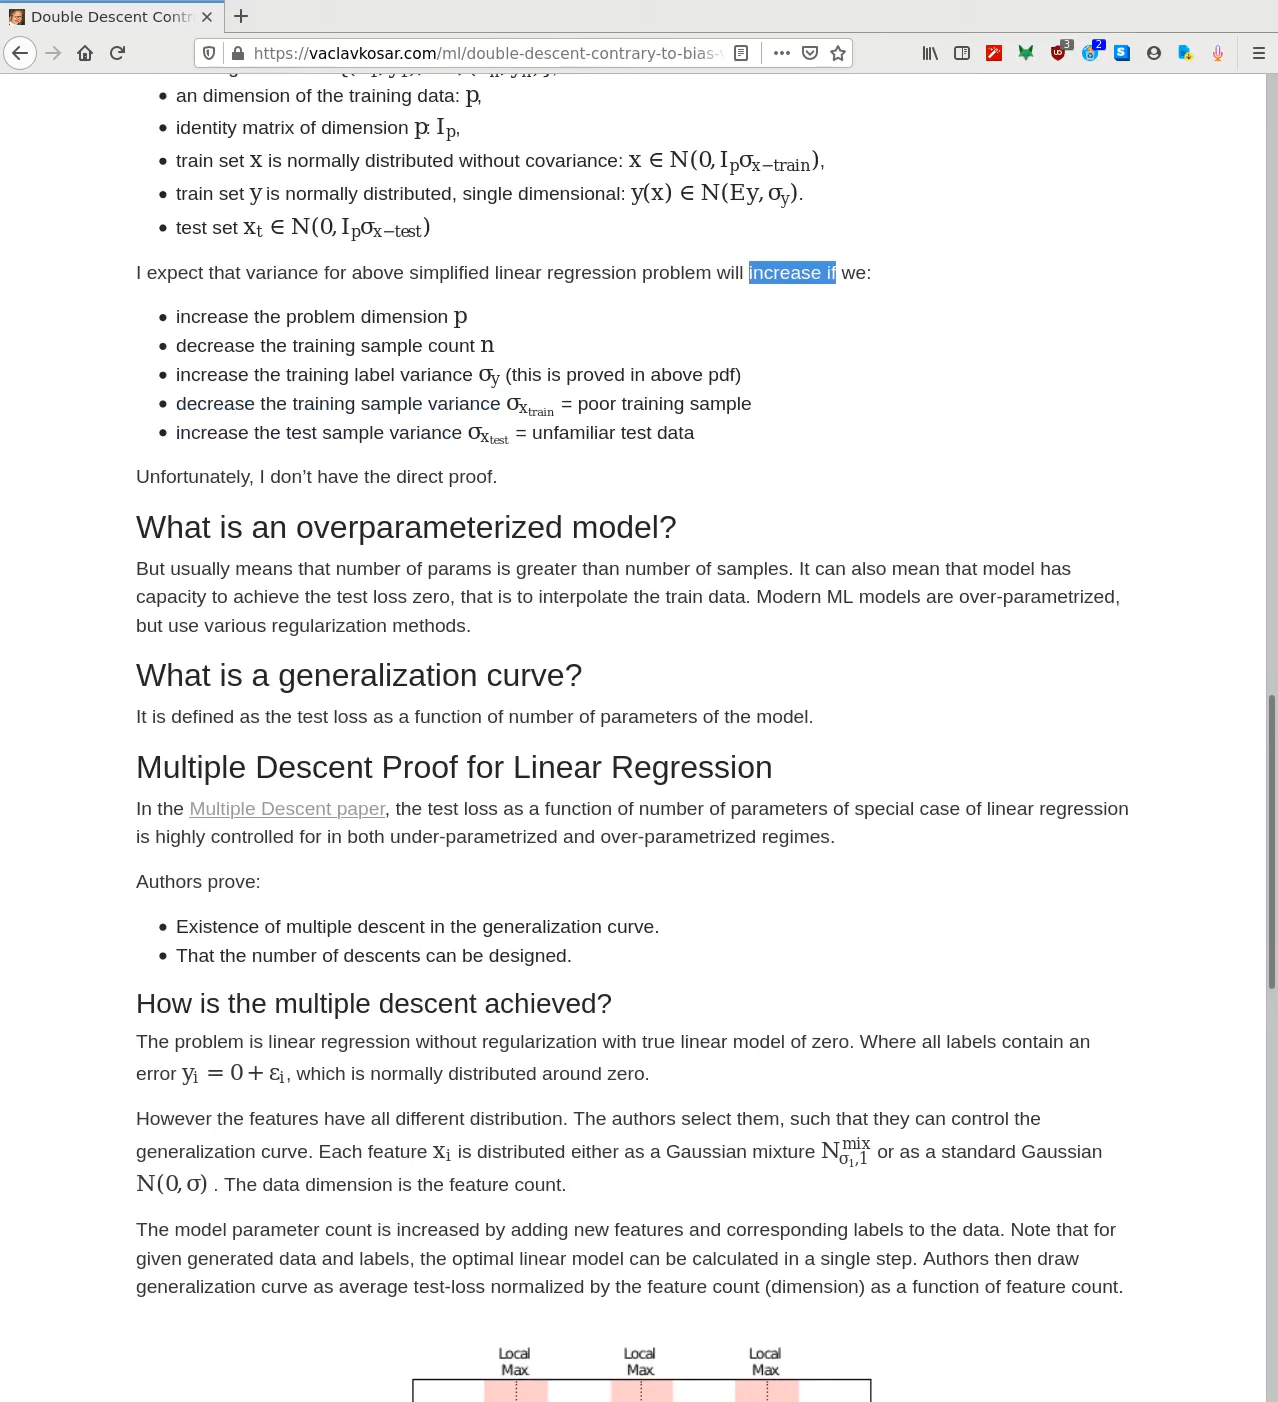 Double Descent Contr
https://vaclavkosar.com/ml/double-descent-contrary-to-bias-
3
2
an dimension of the training data: p,
identity matrix of dimension p: I_p,
train set x is normally distributed without covariance: x ∈ N(0, I_pσ_x−train),
train set y is normally distributed, single dimensional: y(x) ∈ N(Ey, σ_y).
test set x_t ∈ N(0, I_pσ_x−test)
I expect that variance for above simplified linear regression problem will increase if we:
increase the problem dimension p
decrease the training sample count n
increase the training label variance σ_y (this is proved in above pdf)
decrease the training sample variance σ_x_train = poor training sample
increase the test sample variance σ_x_test = unfamiliar test data
Unfortunately, I don’t have the direct proof.
What is an overparameterized model?
But usually means that number of params is greater than number of samples. It can also mean that model has
capacity to achieve the test loss zero, that is to interpolate the train data. Modern ML models are over-parametrized,
but use various regularization methods.
What is a generalization curve?
It is defined as the test loss as a function of number of parameters of the model.
Multiple Descent Proof for Linear Regression
In the Multiple Descent paper, the test loss as a function of number of parameters of special case of linear regression
is highly controlled for in both under-parametrized and over-parametrized regimes.
Authors prove:
Existence of multiple descent in the generalization curve.
That the number of descents can be designed.
How is the multiple descent achieved?
The problem is linear regression without regularization with true linear model of zero. Where all labels contain an
error y_i = 0 + ε_i, which is normally distributed around zero.
However the features have all different distribution. The authors select them, such that they can control the
generalization curve. Each feature x_i is distributed either as a Gaussian mixture N^mix_σ_1,1 or as a standard Gaussian
N(0, σ) . The data dimension is the feature count.
The model parameter count is increased by adding new features and corresponding labels to the data. Note that for
given generated data and labels, the optimal linear model can be calculated in a single step. Authors then draw
generalization curve as average test-loss normalized by the feature count (dimension) as a function of feature count.
Local Local Local
Max Max Max